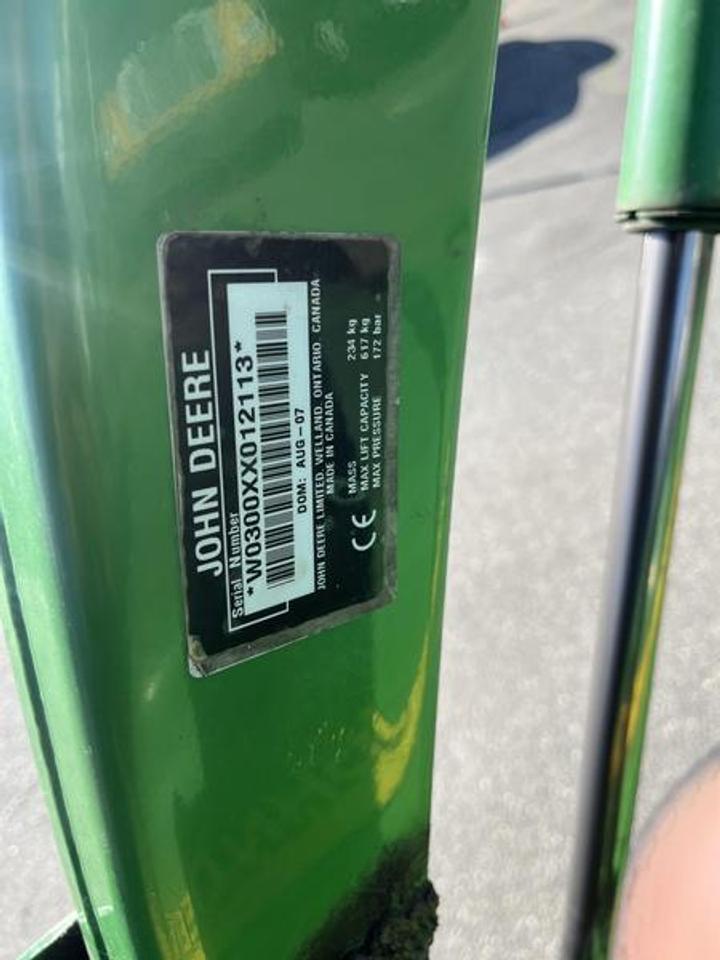 JOHN DEERE
Serial Number
*W0300XX012113*
DOM: AUG-07
JOHN DEERE LIMITED, WELLAND, ONTARIO CANADA
MADE IN CANADA
CE
MASS 234 kg
MAX LIFT CAPACITY 617 kg
MAX PRESSURE 172 bar